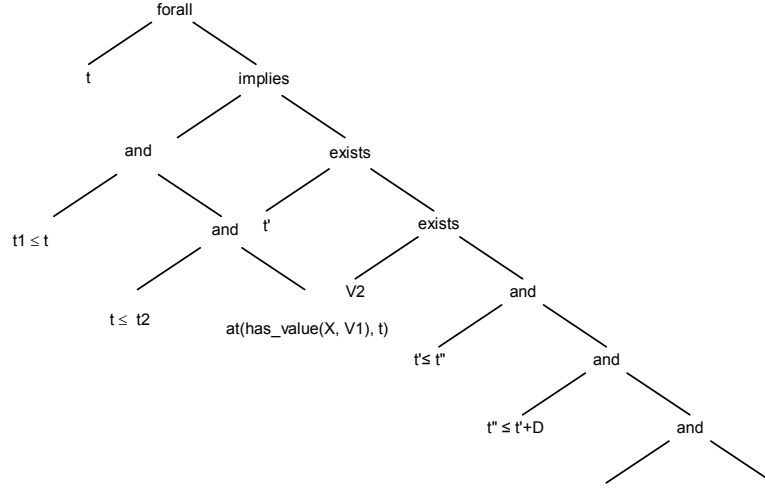 forall
t
implies
and
exists
t1 ≤ t
and
t'
exists
t ≤ t2
at(has_value(X, V1), t)
V2
and
t'≤ t"
and
t" ≤ t'+D
and